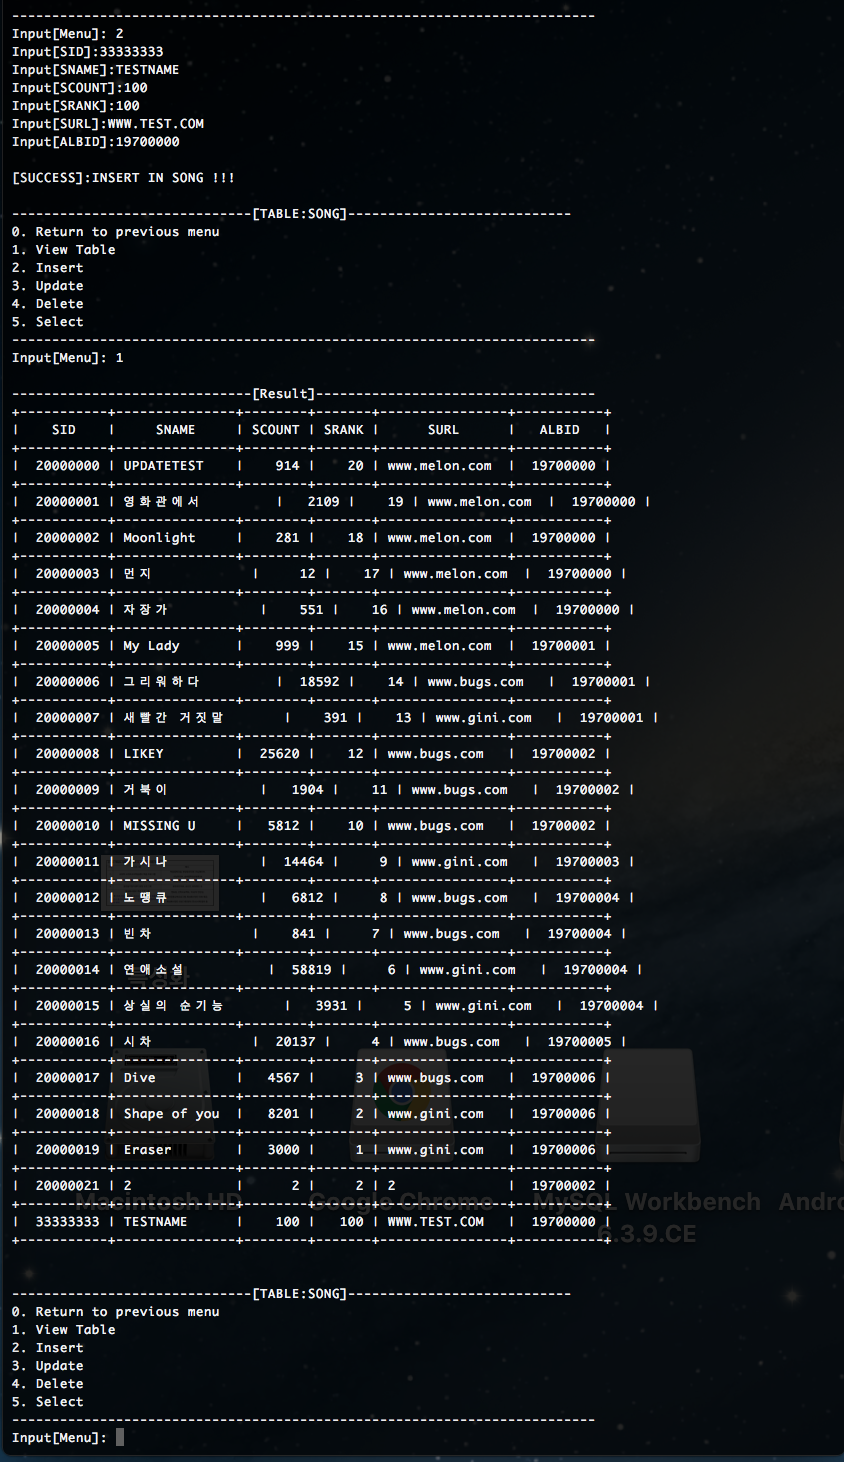 -------------------------------------------------------------------------
Input[Menu]: 2
Input[SID]:33333333
Input[SNAME]:TESTNAME
Input[SCOUNT]:100
Input[SRANK]:100
Input[SURL]:WWW.TEST.COM
Input[ALBID]:19700000
[SUCCESS]:INSERT IN SONG !!!
------------------------------[TABLE:SONG]----------------------------
0. Return to previous menu
1. View Table
2. Insert
3. Update
4. Delete
5. Select
-------------------------------------------------------------------------
Input[Menu]: 1
------------------------------[Result]-----------------------------------
+-----------+---------------+--------+-------+----------------+-----------+
| SID | SNAME | SCOUNT | SRANK | SURL | ALBID |
+-----------+---------------+--------+-------+----------------+-----------+
| 20000000 | UPDATETEST | 914 | 20 | www.melon.com | 19700000 |
+-----------+---------------+--------+-------+----------------+-----------+
| 20000001 | 영화관에서 | 2109 | 19 | www.melon.com | 19700000 |
+-----------+---------------+--------+-------+----------------+-----------+
| 20000002 | Moonlight | 281 | 18 | www.melon.com | 19700000 |
+-----------+---------------+--------+-------+----------------+-----------+
| 20000003 | 먼지 | 12 | 17 | www.melon.com | 19700000 |
+-----------+---------------+--------+-------+----------------+-----------+
| 20000004 | 자장가 | 551 | 16 | www.melon.com | 19700000 |
+-----------+---------------+--------+-------+----------------+-----------+
| 20000005 | My Lady | 999 | 15 | www.melon.com | 19700001 |
+-----------+---------------+--------+-------+----------------+-----------+
| 20000006 | 그리워하다 | 18592 | 14 | www.bugs.com | 19700001 |
+-----------+---------------+--------+-------+----------------+-----------+
| 20000007 | 새빨간 거짓말 | 391 | 13 | www.gini.com | 19700001 |
+-----------+---------------+--------+-------+----------------+-----------+
| 20000008 | LIKEY | 25620 | 12 | www.bugs.com | 19700002 |
+-----------+---------------+--------+-------+----------------+-----------+
| 20000009 | 거북이 | 1904 | 11 | www.bugs.com | 19700002 |
+-----------+---------------+--------+-------+----------------+-----------+
| 20000010 | MISSING U | 5812 | 10 | www.bugs.com | 19700002 |
+-----------+---------------+--------+-------+----------------+-----------+
| 20000011 | 가시나 | 14464 | 9 | www.gini.com | 19700003 |
+-----------+---------------+--------+-------+----------------+-----------+
| 20000012 | 노땡큐 | 6812 | 8 | www.bugs.com | 19700004 |
+-----------+---------------+--------+-------+----------------+-----------+
| 20000013 | 빈차 | 841 | 7 | www.bugs.com | 19700004 |
+-----------+---------------+--------+-------+----------------+-----------+
| 20000014 | 연애소설 | 58819 | 6 | www.gini.com | 19700004 |
+-----------+---------------+--------+-------+----------------+-----------+
| 20000015 | 상실의 순기능 | 3931 | 5 | www.gini.com | 19700004 |
+-----------+---------------+--------+-------+----------------+-----------+
| 20000016 | 시차 | 20137 | 4 | www.bugs.com | 19700005 |
+-----------+---------------+--------+-------+----------------+-----------+
| 20000017 | Dive | 4567 | 3 | www.bugs.com | 19700006 |
+-----------+---------------+--------+-------+----------------+-----------+
| 20000018 | Shape of you | 8201 | 2 | www.gini.com | 19700006 |
+-----------+---------------+--------+-------+----------------+-----------+
| 20000019 | Eraser | 3000 | 1 | www.gini.com | 19700006 |
+-----------+---------------+--------+-------+----------------+-----------+
| 20000021 | 2 | 2 | 2 | 2 | 19700002 |
+-----------+---------------+--------+-------+----------------+-----------+
Macintosh HD Google Chrome MySQL Workbench
| 33333333 | TESTNAME | 100 | 100 | WWW.TEST.COM | 19700000 |
6.3.9.CE
+-----------+---------------+--------+-------+----------------+-----------+
------------------------------[TABLE:SONG]----------------------------
0. Return to previous menu
1. View Table
2. Insert
3. Update
4. Delete
5. Select
-------------------------------------------------------------------------
Input[Menu]: